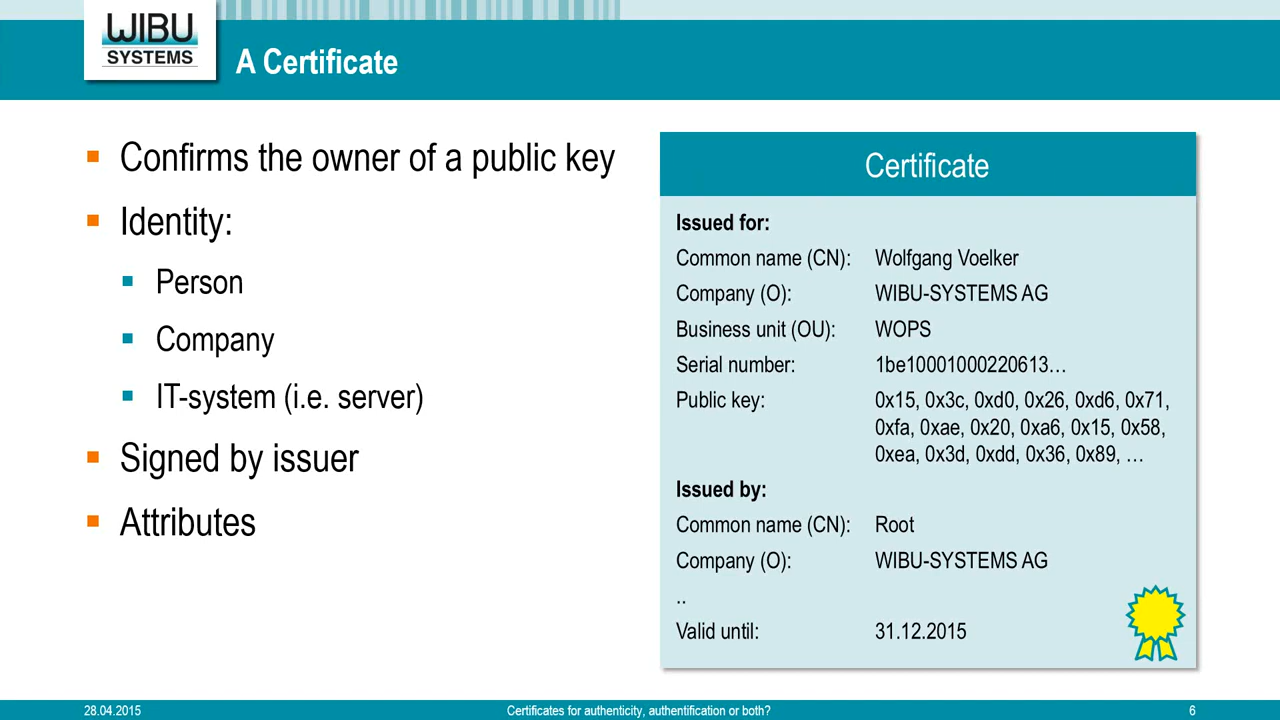 WIBU
SYSTEMS
A Certificate
Confirms the owner of a public key
Identity:
Person
Company
IT-system (i.e. server)
Signed by issuer
Attributes
Certificate
Issued for:
Common name (CN): Wolfgang Voelker
Company (O): WIBU-SYSTEMS AG
Business unit (OU): WOPS
Serial number: 1be10001000220613…
Public key: 0x15, 0x3c, 0xd0, 0x26, 0xd6, 0x71,
0xfa, 0xae, 0x20, 0xa6, 0x15, 0x58,
0xea, 0x3d, 0xdd, 0x36, 0x89, …
Issued by:
Common name (CN): Root
Company (O): WIBU-SYSTEMS AG
..
Valid until: 31.12.2015
28.04.2015
Certificates for authenticity, authentification or both?
6